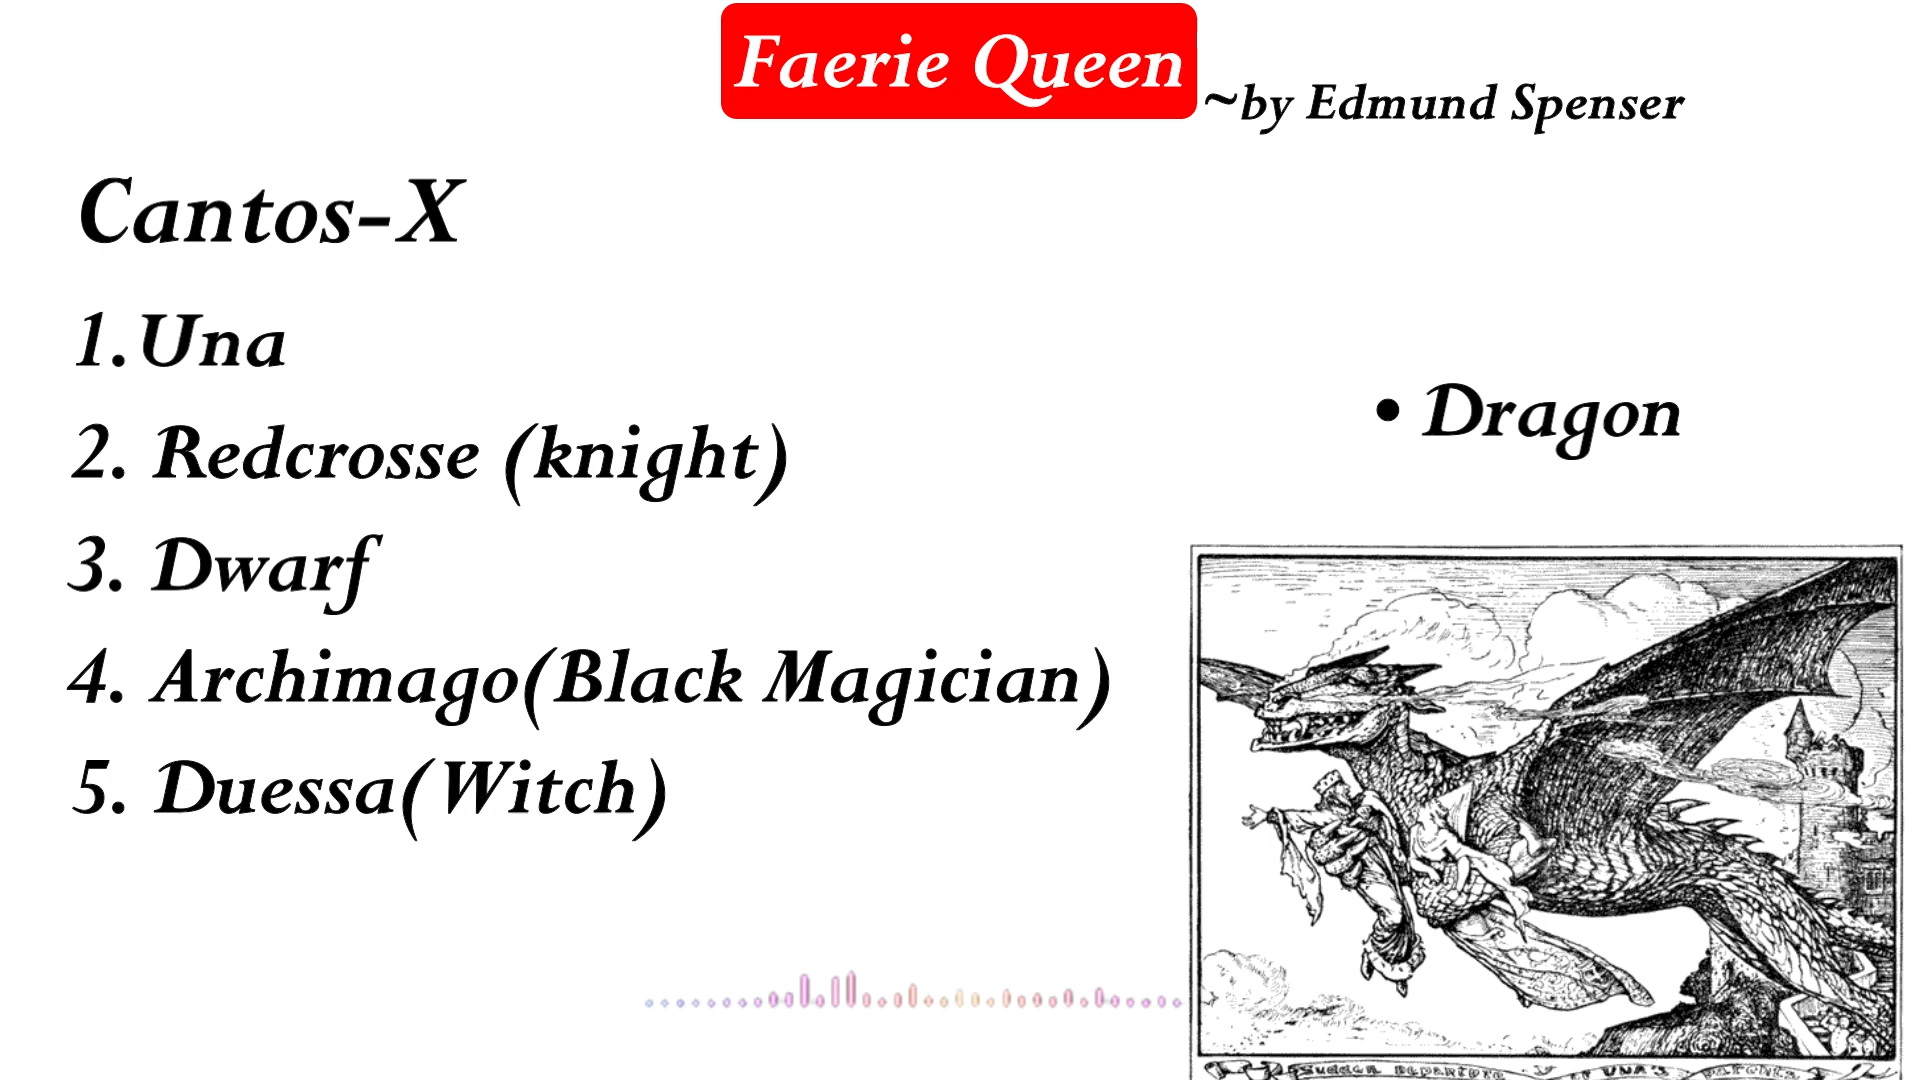 Faerie Queen
~by Edmund Spenser
Cantos-X
1.Una
2. Redcrosse (knight)
3. Dwarf
4. Archimago(Black Magician)
5. Duessa(Witch)
• Dragon
UNA'S